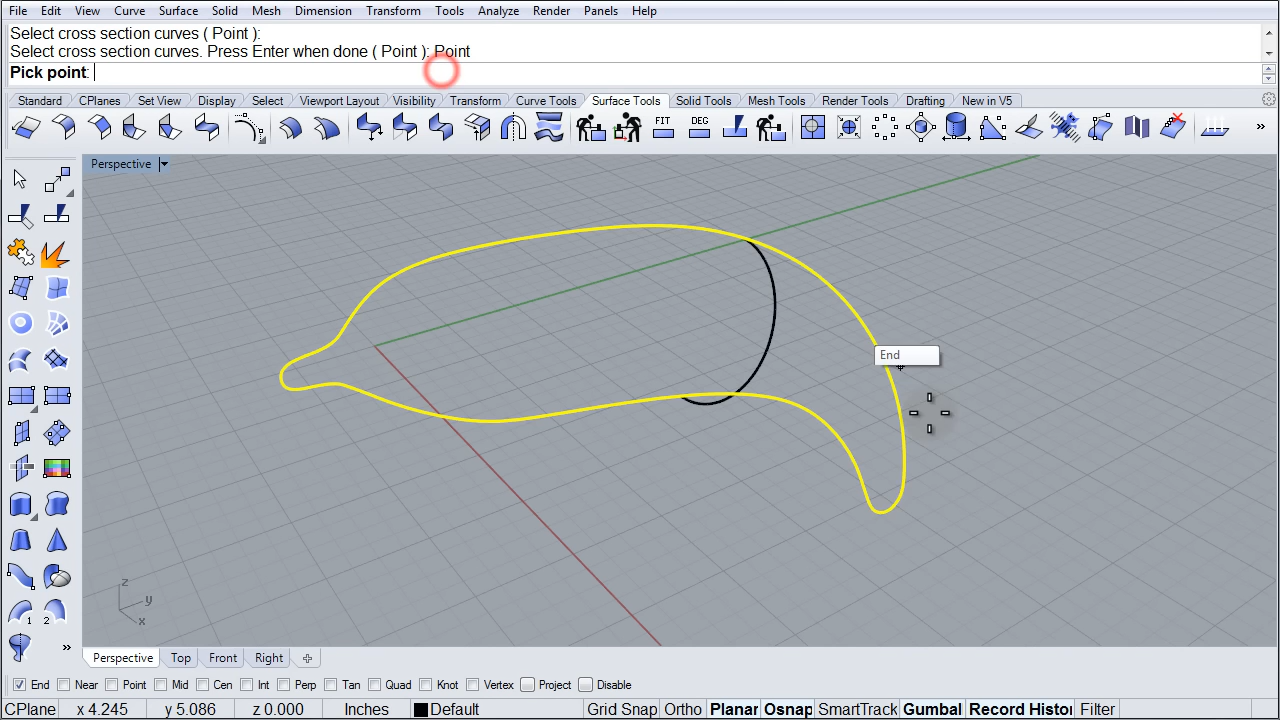 File Edit View Curve Surface Solid Mesh Dimension Transform Tools Analyze Render Panels Help
Select cross section curves ( Point ):
Select cross section curves. Press Enter when done ( Point ): Point
Pick point:
Standard CPlanes Set View Display Select Viewport Layout Visibility Transform Curve Tools Surface Tools Solid Tools Mesh Tools Render Tools Drafting New in V5
FIT DEG
Perspective
End
1 2
z
y
x
Perspective Top Front Right
End Near Point Mid Cen Int Perp Tan Quad Knot Vertex Project Disable
CPlane x 4.245 y 5.086 z 0.000 Inches Default Grid Snap Ortho Planar Osnap SmartTrack Gumbal Record Histo Filter